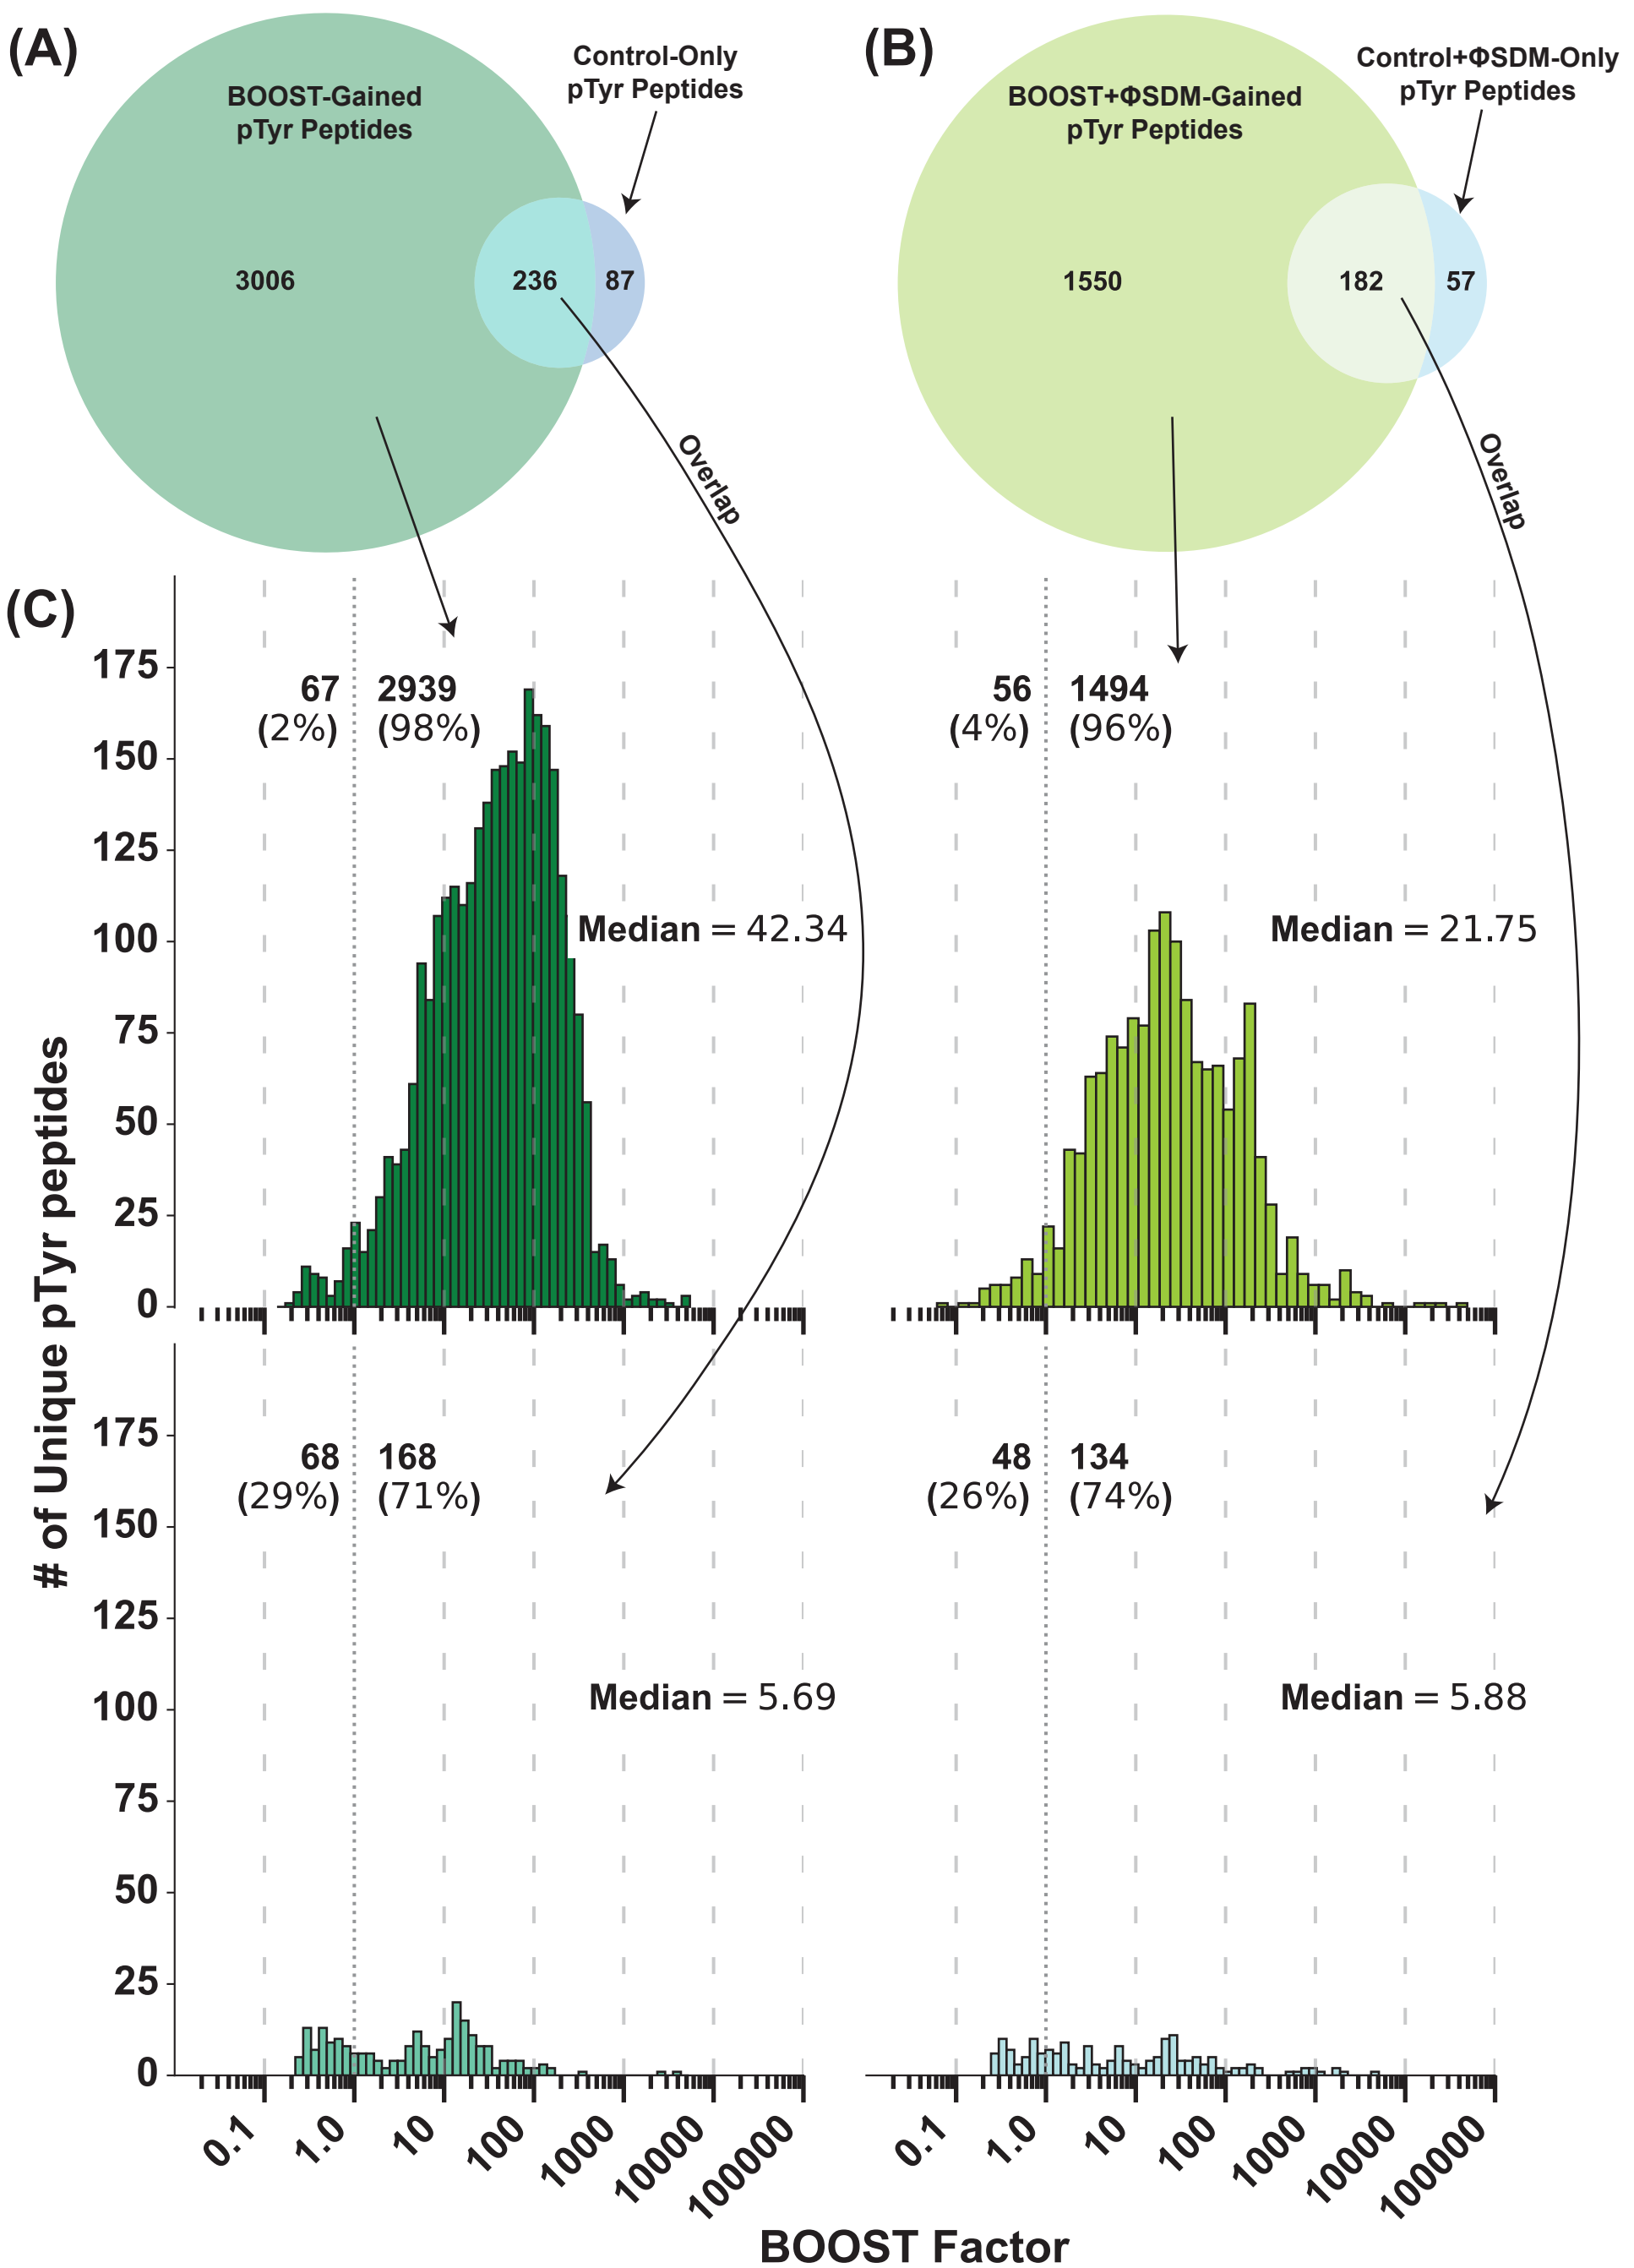 (A)
BOOST-Gained
pTyr Peptides
Control-Only
pTyr Peptides
3006
236
87
Overlap
(B)
BOOST+ΦSDM-Gained
pTyr Peptides
Control+ΦSDM-Only
pTyr Peptides
1550
182
57
Overlap
(C)
# of Unique pTyr peptides
175
150
125
100
75
50
25
0
67
(2%)
2939
(98%)
Median = 42.34
56
(4%)
1494
(96%)
Median = 21.75
175
150
125
100
75
50
25
0
68
(29%)
168
(71%)
Median = 5.69
48
(26%)
134
(74%)
Median = 5.88
0.1
1.0
10
100
1000
10000
100000
0.1
1.0
10
100
1000
10000
100000
BOOST Factor